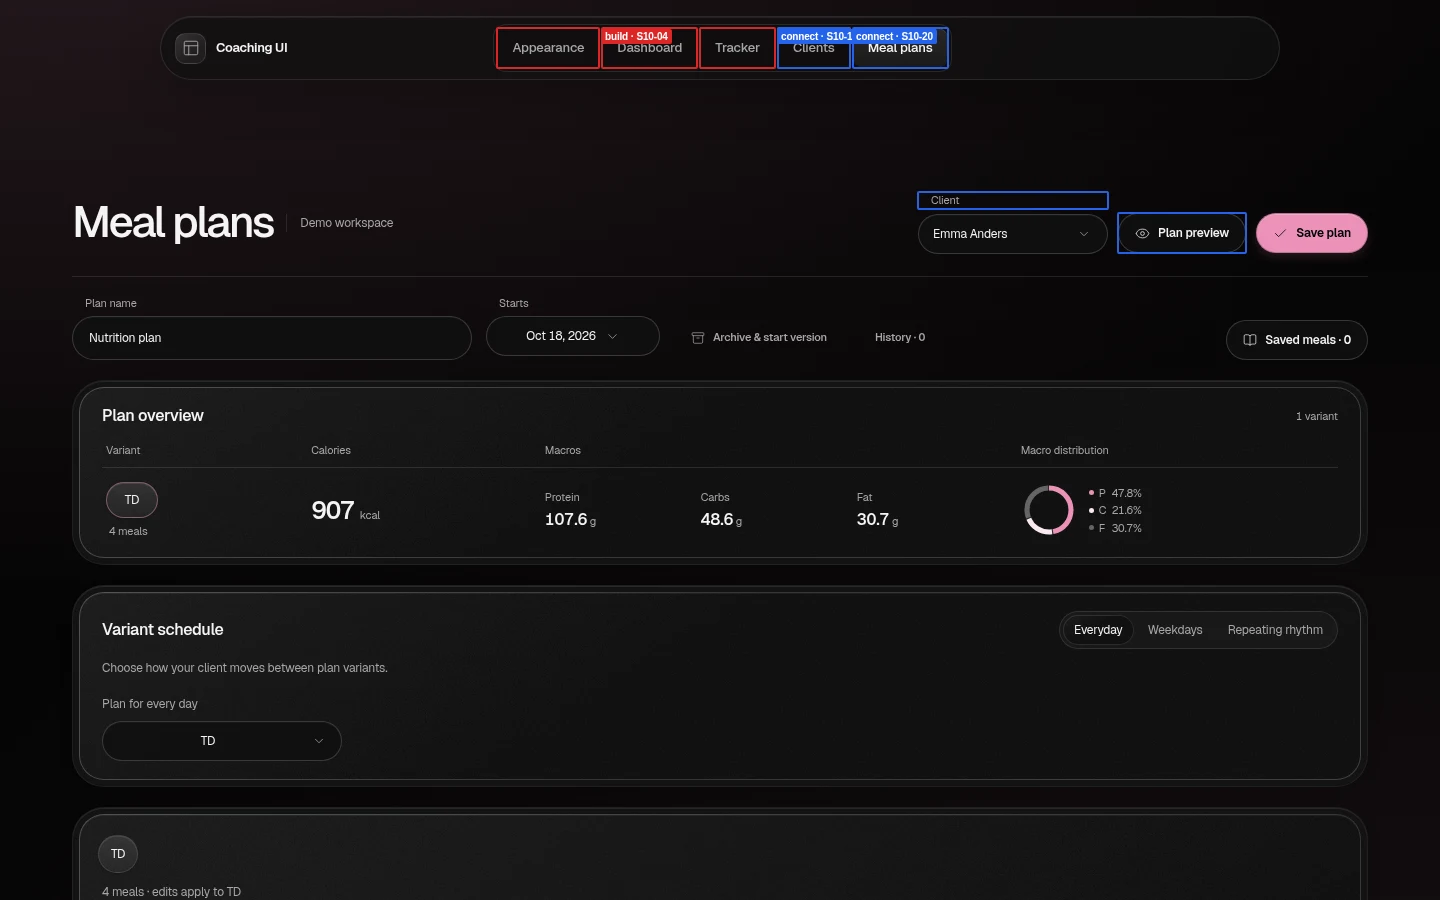 Coaching UI
Appearance
build · S10-04
Dashboard
Tracker
connect · S10-1
Clients
connect · S10-20
Meal plans
Meal plans
Demo workspace
Client
Emma Anders
Plan preview
Save plan
Plan name
Nutrition plan
Starts
Oct 18, 2026
Archive & start version
History · 0
Saved meals · 0
Plan overview
1 variant
Variant
Calories
Macros
Macro distribution
TD
4 meals
907 kcal
Protein
107.6 g
Carbs
48.6 g
Fat
30.7 g
P 47.8%
C 21.6%
F 30.7%
Variant schedule
Everyday
Weekdays
Repeating rhythm
Choose how your client moves between plan variants.
Plan for every day
TD
TD
4 meals · edits apply to TD